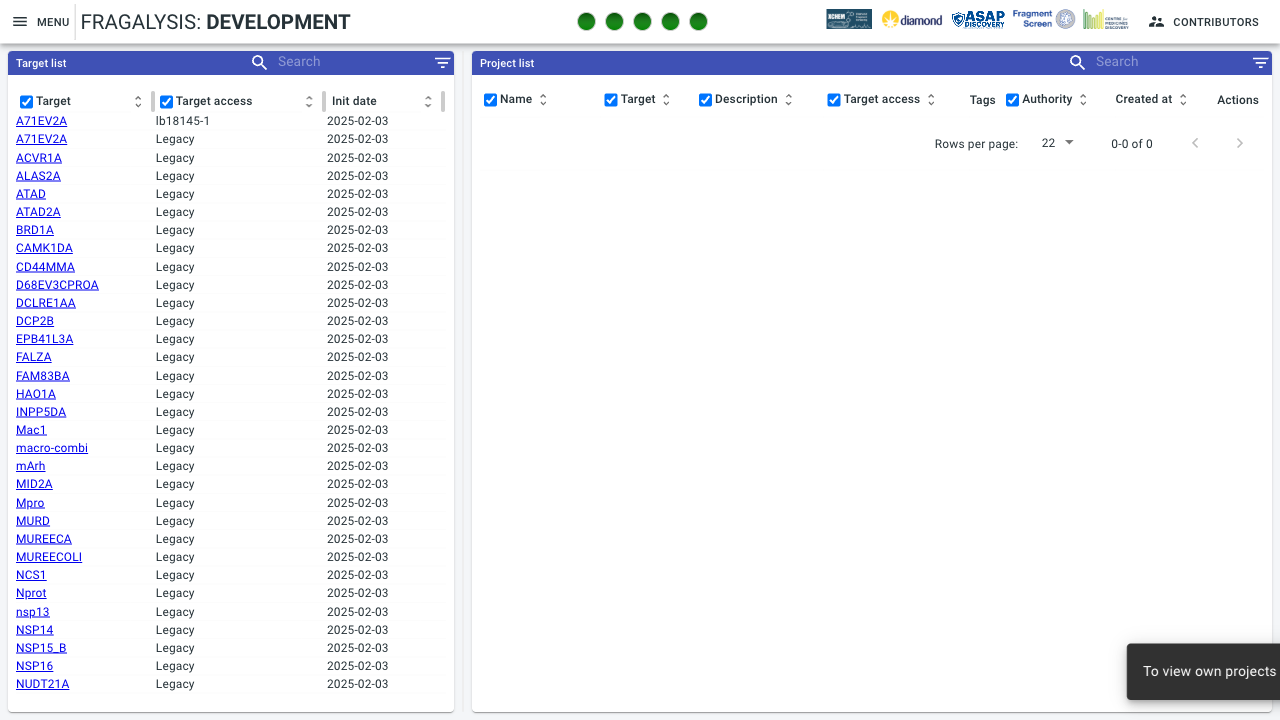 MENU
FRAGALYSIS: DEVELOPMENT
XCHEM
diamond
ASAP DISCOVERY
Fragment Screen
CENTRE for MEDICINES DISCOVERY
CONTRIBUTORS
Target list
Search
Target Target access Init date
A71EV2A lb18145-1 2025-02-03
A71EV2A Legacy 2025-02-03
ACVR1A Legacy 2025-02-03
ALAS2A Legacy 2025-02-03
ATAD Legacy 2025-02-03
ATAD2A Legacy 2025-02-03
BRD1A Legacy 2025-02-03
CAMK1DA Legacy 2025-02-03
CD44MMA Legacy 2025-02-03
D68EV3CPROA Legacy 2025-02-03
DCLRE1AA Legacy 2025-02-03
DCP2B Legacy 2025-02-03
EPB41L3A Legacy 2025-02-03
FALZA Legacy 2025-02-03
FAM83BA Legacy 2025-02-03
HAO1A Legacy 2025-02-03
INPP5DA Legacy 2025-02-03
Mac1 Legacy 2025-02-03
macro-combi Legacy 2025-02-03
mArh Legacy 2025-02-03
MID2A Legacy 2025-02-03
Mpro Legacy 2025-02-03
MURD Legacy 2025-02-03
MUREECA Legacy 2025-02-03
MUREECOLI Legacy 2025-02-03
NCS1 Legacy 2025-02-03
Nprot Legacy 2025-02-03
nsp13 Legacy 2025-02-03
NSP14 Legacy 2025-02-03
NSP15_B Legacy 2025-02-03
NSP16 Legacy 2025-02-03
NUDT21A Legacy 2025-02-03
Project list
Search
Name Target Description Target access Tags Authority Created at Actions
Rows per page: 22 0-0 of 0
To view own projects